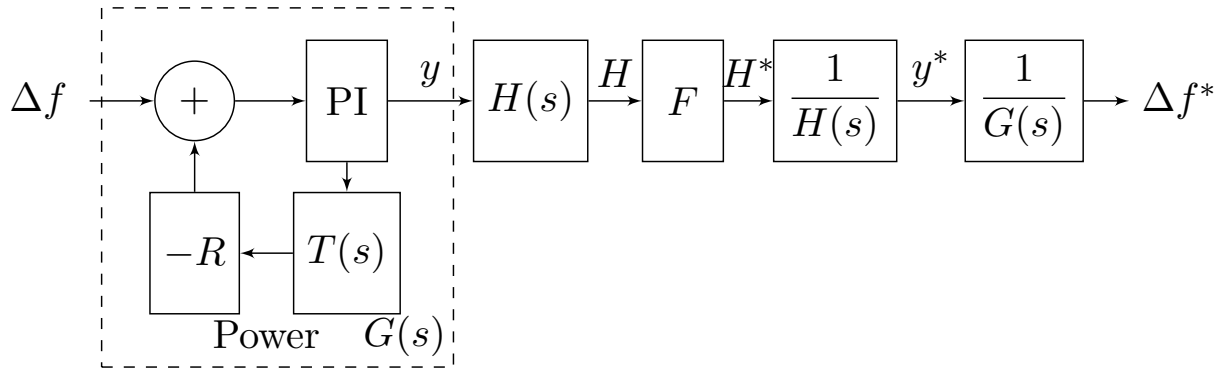 Δf
+
PI
y
H(s)
H
F
H*
1
H(s)
y*
1
G(s)
Δf*
−R
T(s)
Power
G(s)